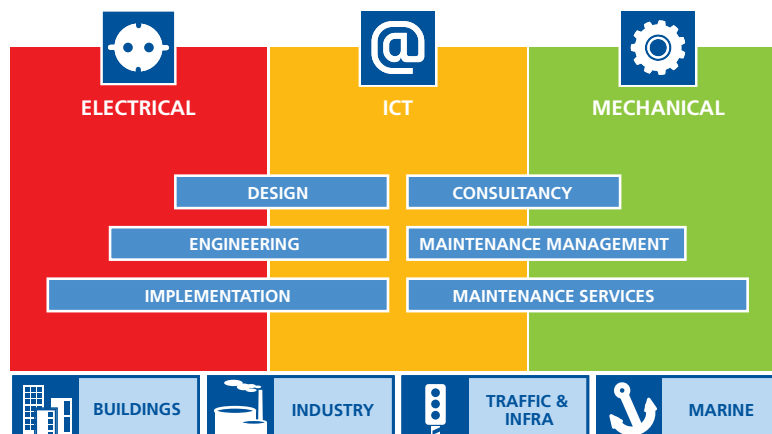 @
ELECTRICAL
ICT
MECHANICAL
DESIGN
CONSULTANCY
ENGINEERING
MAINTENANCE MANAGEMENT
IMPLEMENTATION
MAINTENANCE SERVICES
BUILDINGS
INDUSTRY
TRAFFIC &
INFRA
MARINE